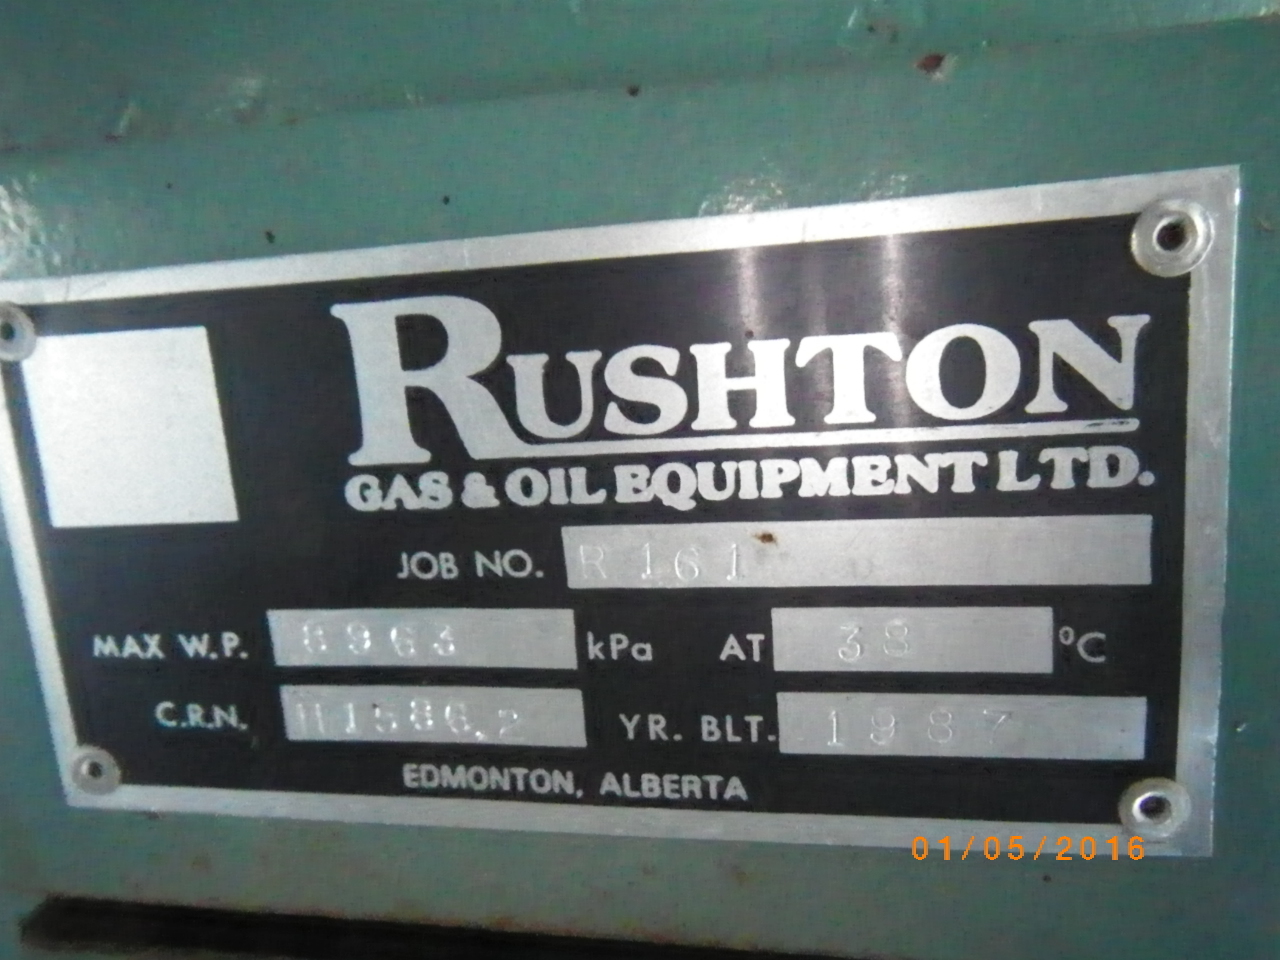 RUSHTON
GAS & OIL EQUIPMENT LTD.
JOB NO. R 161
MAX W.P. 8963 kPa AT 38 °C
C.R.N. H1586.2 YR. BLT. 1987
EDMONTON, ALBERTA
01/05/2016